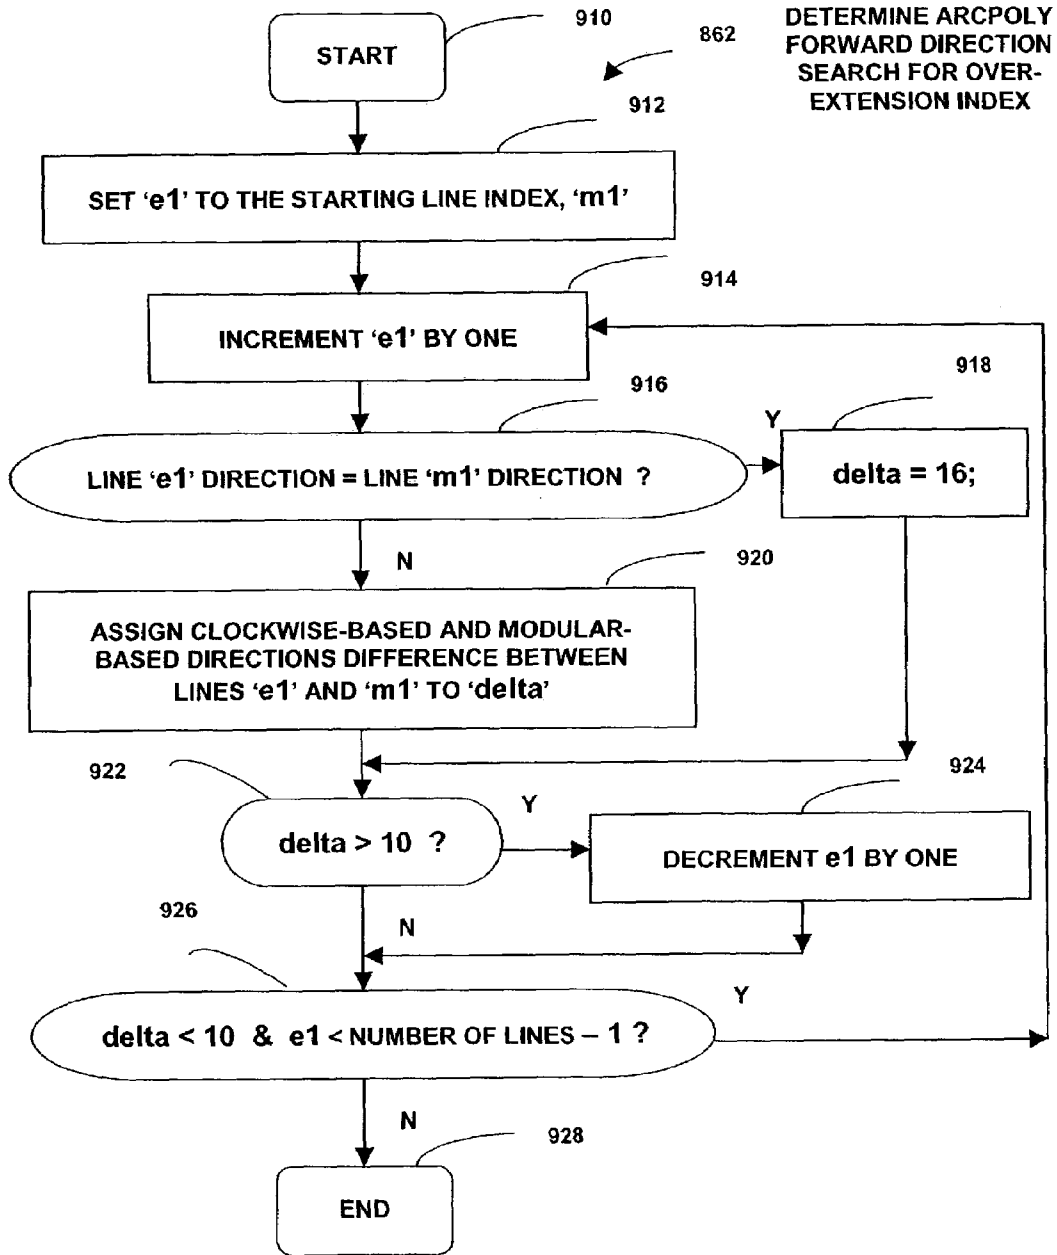 910
START
862
DETERMINE ARCPOLY
FORWARD DIRECTION
SEARCH FOR OVER-
EXTENSION INDEX
912
SET ‘e1’ TO THE STARTING LINE INDEX, ‘m1’
914
INCREMENT ‘e1’ BY ONE
916
918
LINE ‘e1’ DIRECTION = LINE ‘m1’ DIRECTION ?
Y
delta = 16;
N
920
ASSIGN CLOCKWISE-BASED AND MODULAR-
BASED DIRECTIONS DIFFERENCE BETWEEN
LINES ‘e1’ AND ‘m1’ TO ‘delta’
922
924
delta > 10 ?
Y
DECREMENT e1 BY ONE
926
N
delta < 10 & e1 < NUMBER OF LINES – 1 ?
Y
N
928
END